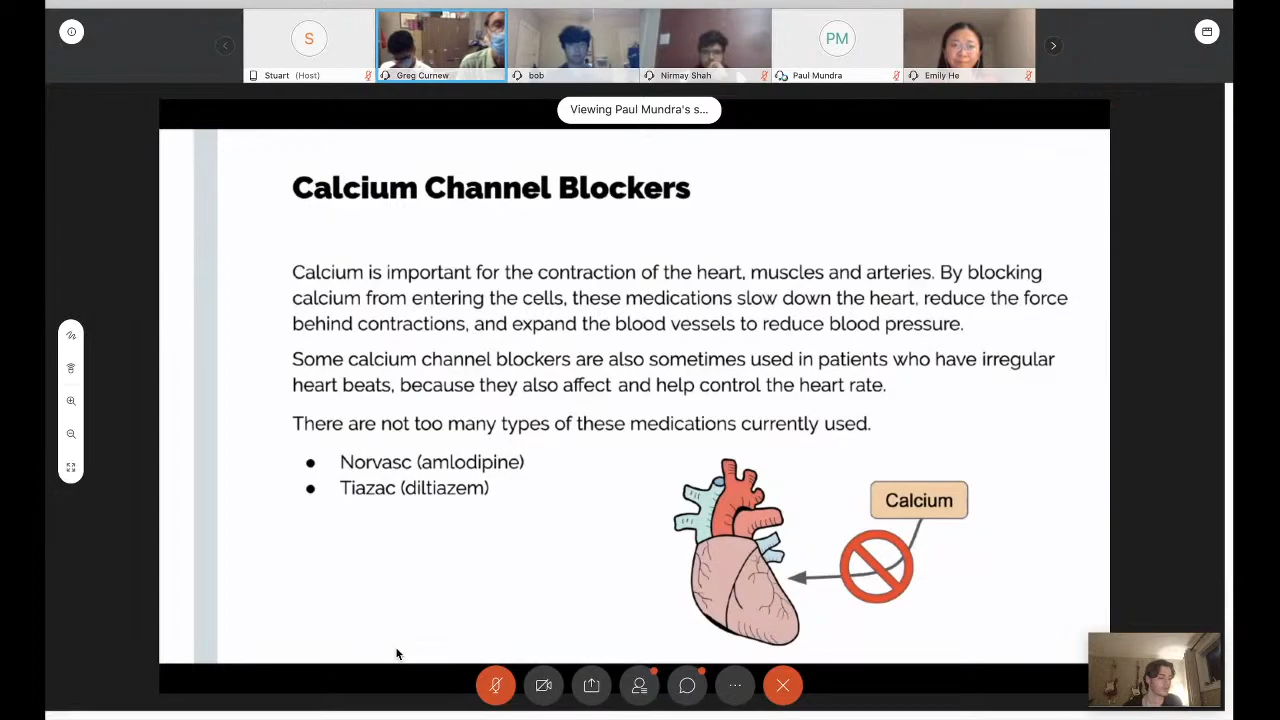 S
PM
Stuart (Host)
Greg Curnew
bob
Nirmay Shah
Paul Mundra
Emily He
Viewing Paul Mundra's s...
Calcium Channel Blockers
Calcium is important for the contraction of the heart, muscles and arteries. By blocking
calcium from entering the cells, these medications slow down the heart, reduce the force
behind contractions, and expand the blood vessels to reduce blood pressure.
Some calcium channel blockers are also sometimes used in patients who have irregular
heart beats, because they also affect and help control the heart rate.
There are not too many types of these medications currently used.
● Norvasc (amlodipine)
● Tiazac (diltiazem)
Calcium